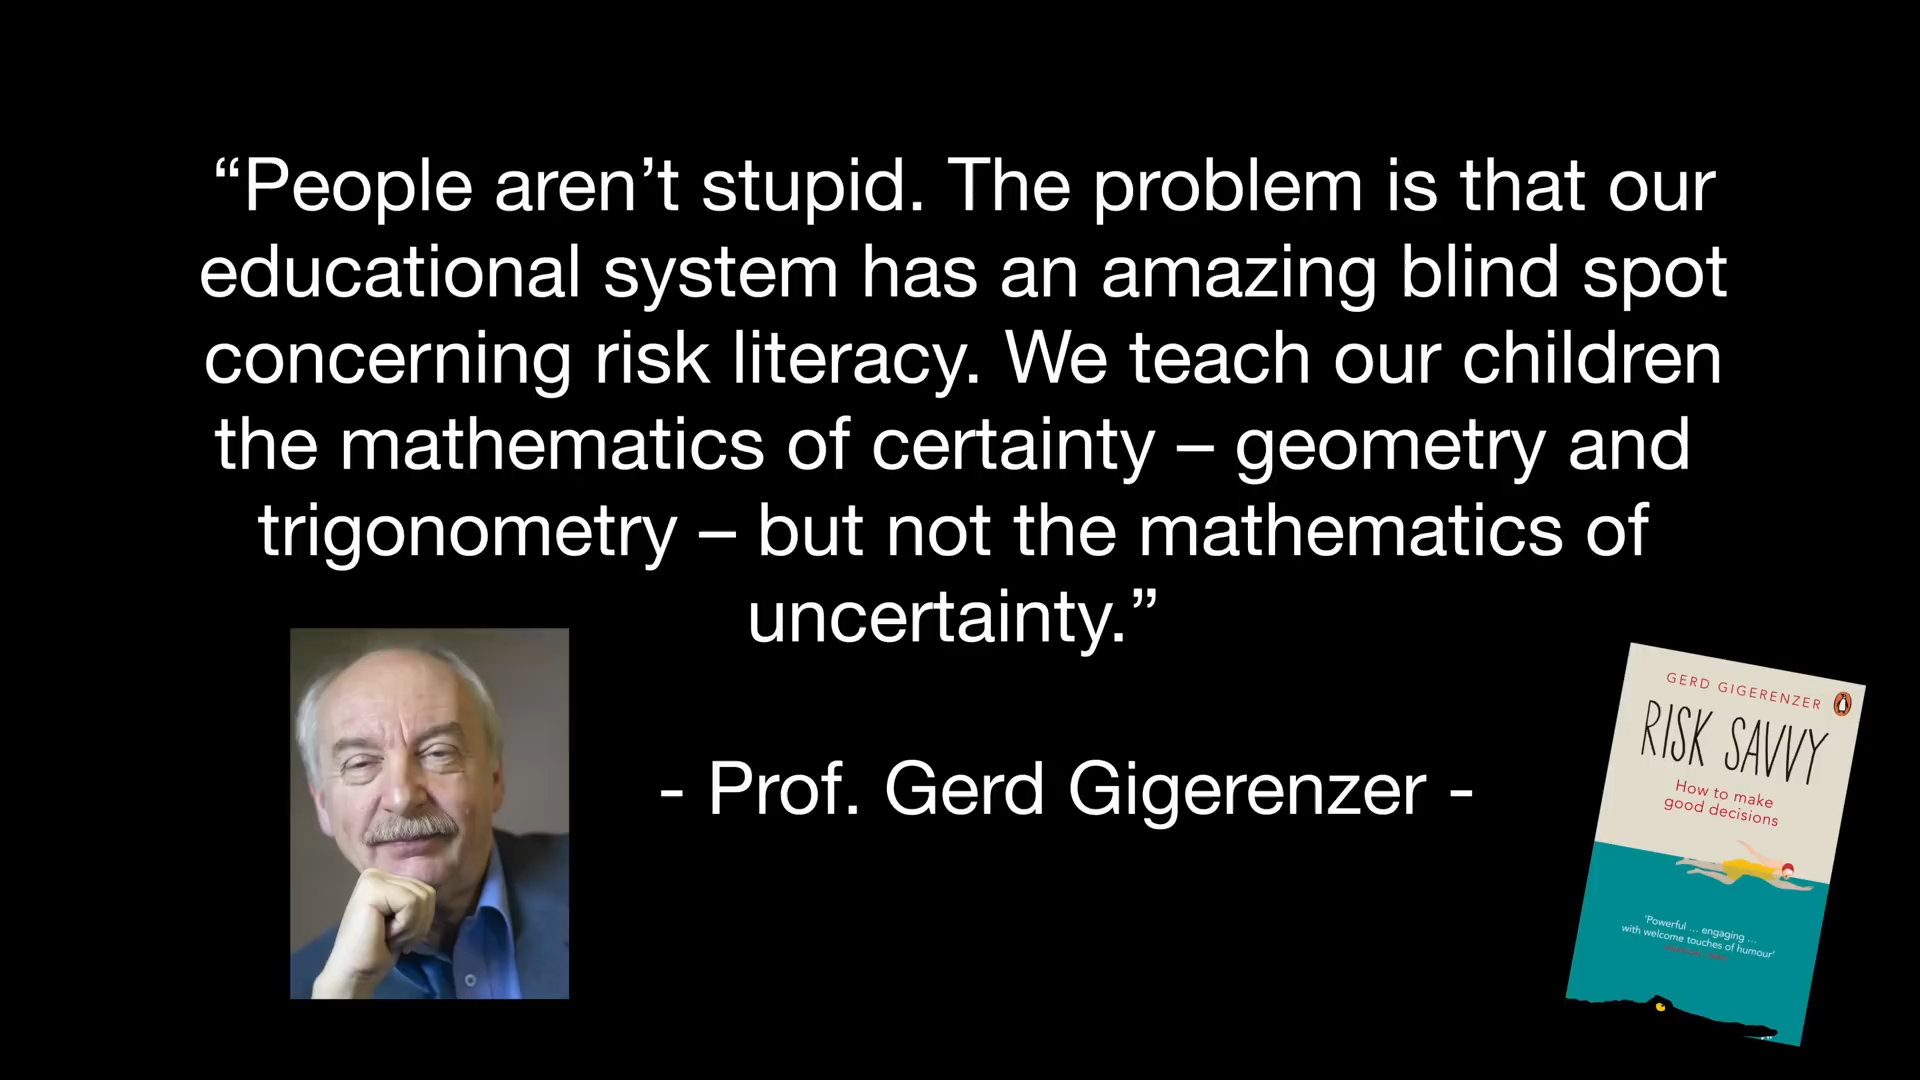 “People aren’t stupid. The problem is that our
educational system has an amazing blind spot
concerning risk literacy. We teach our children
the mathematics of certainty – geometry and
trigonometry – but not the mathematics of
uncertainty.”
- Prof. Gerd Gigerenzer -
GERD GIGERENZER
RISK SAVVY
How to make
good decisions
‘Powerful ... engaging ...
with welcome touches of humour’